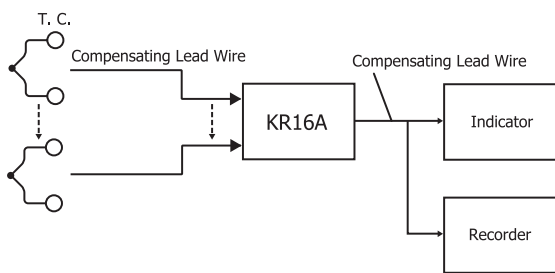 T. C.
Compensating Lead Wire
Compensating Lead Wire
KR16A
Indicator
Recorder